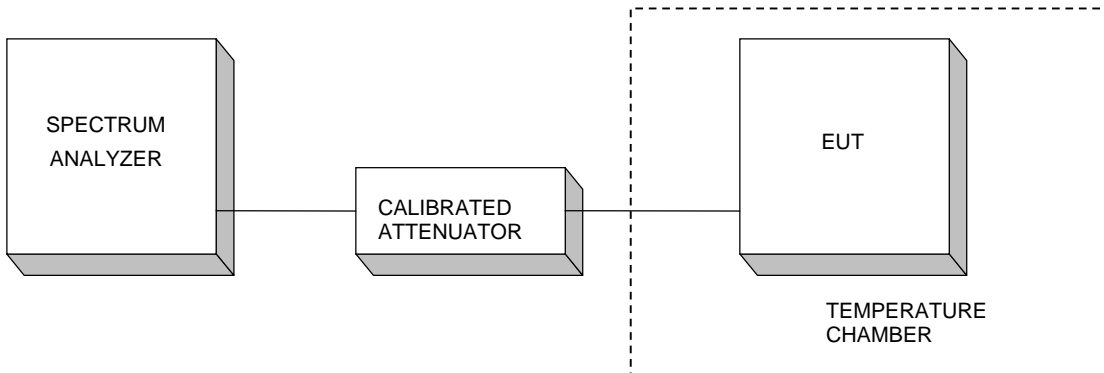 SPECTRUM
ANALYZER
CALIBRATED
ATTENUATOR
EUT
TEMPERATURE
CHAMBER